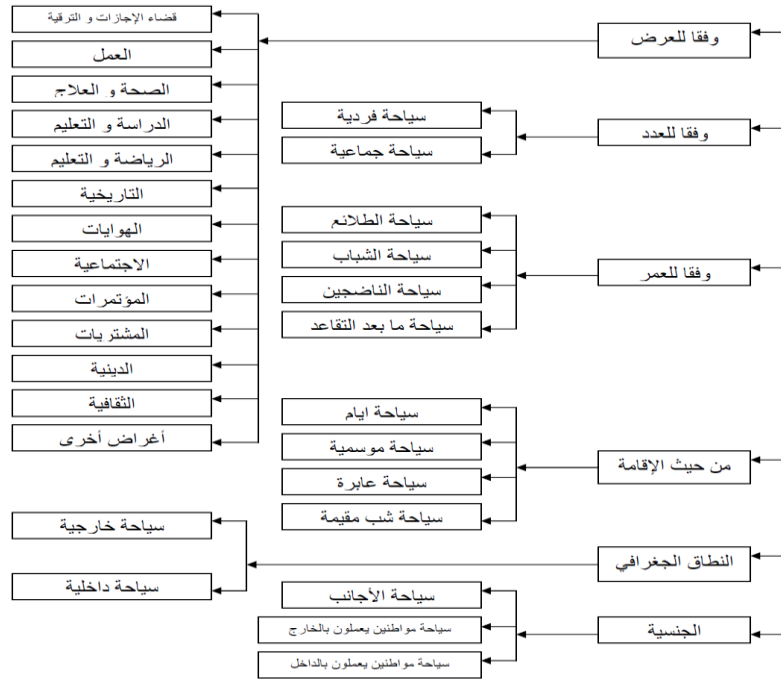 وفقا للعرض
قضاء الإجازات و الترقية
العمل
الصحة و العلاج
الدراسة و التعليم
الرياضة و التعليم
التاريخية
الهوايات
الاجتماعية
المؤتمرات
المشتريات
الدينية
الثقافية
أغراض أخرى
وفقا للعدد
سياحة فردية
سياحة جماعية
وفقا للعمر
سياحة الطلائع
سياحة الشباب
سياحة الناضجين
سياحة ما بعد التقاعد
من حيث الإقامة
سياحة ايام
سياحة موسمية
سياحة عابرة
سياحة شب مقيمة
النطاق الجغرافي
سياحة خارجية
سياحة داخلية
الجنسية
سياحة الأجانب
سياحة مواطنين يعملون بالخارج
سياحة مواطنين يعملون بالداخل